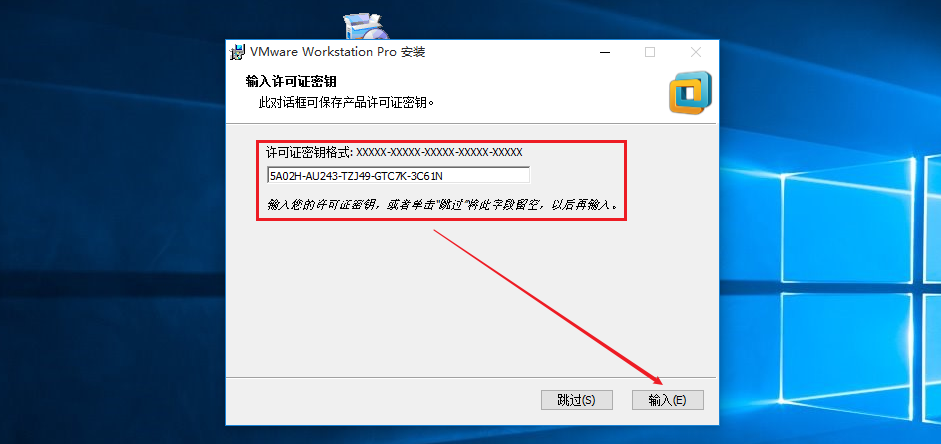 VMware Workstation Pro 安装
输入许可证密钥
此对话框可保存产品许可证密钥。
许可证密钥格式: XXXXX-XXXXX-XXXXX-XXXXX-XXXXX
5A02H-AU243-TZJ49-GTC7K-3C61N
输入您的许可证密钥，或者单击"跳过"将此字段留空，以后再输入。
跳过(S)
输入(E)